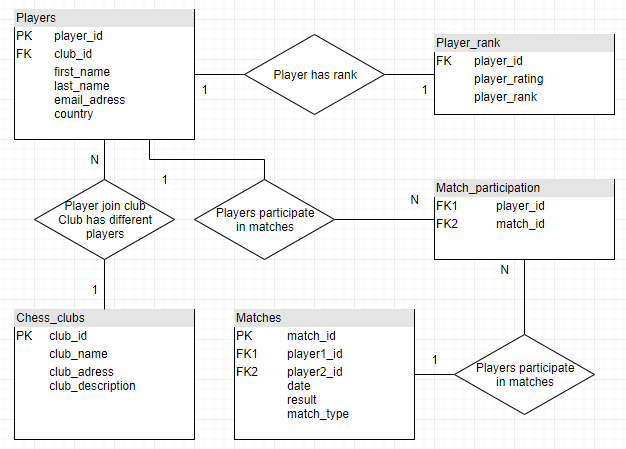 Players
PK player_id
FK club_id
first_name
last_name
email_adress
country
1
Player has rank
1
Player_rank
FK player_id
player_rating
player_rank
N
Player join club
Club has different
players
1
1
Players participate
in matches
N
Match_participation
FK1 player_id
FK2 match_id
N
Chess_clubs
PK club_id
club_name
club_adress
club_description
Matches
PK match_id
FK1 player1_id
FK2 player2_id
date
result
match_type
1
Players participate
in matches